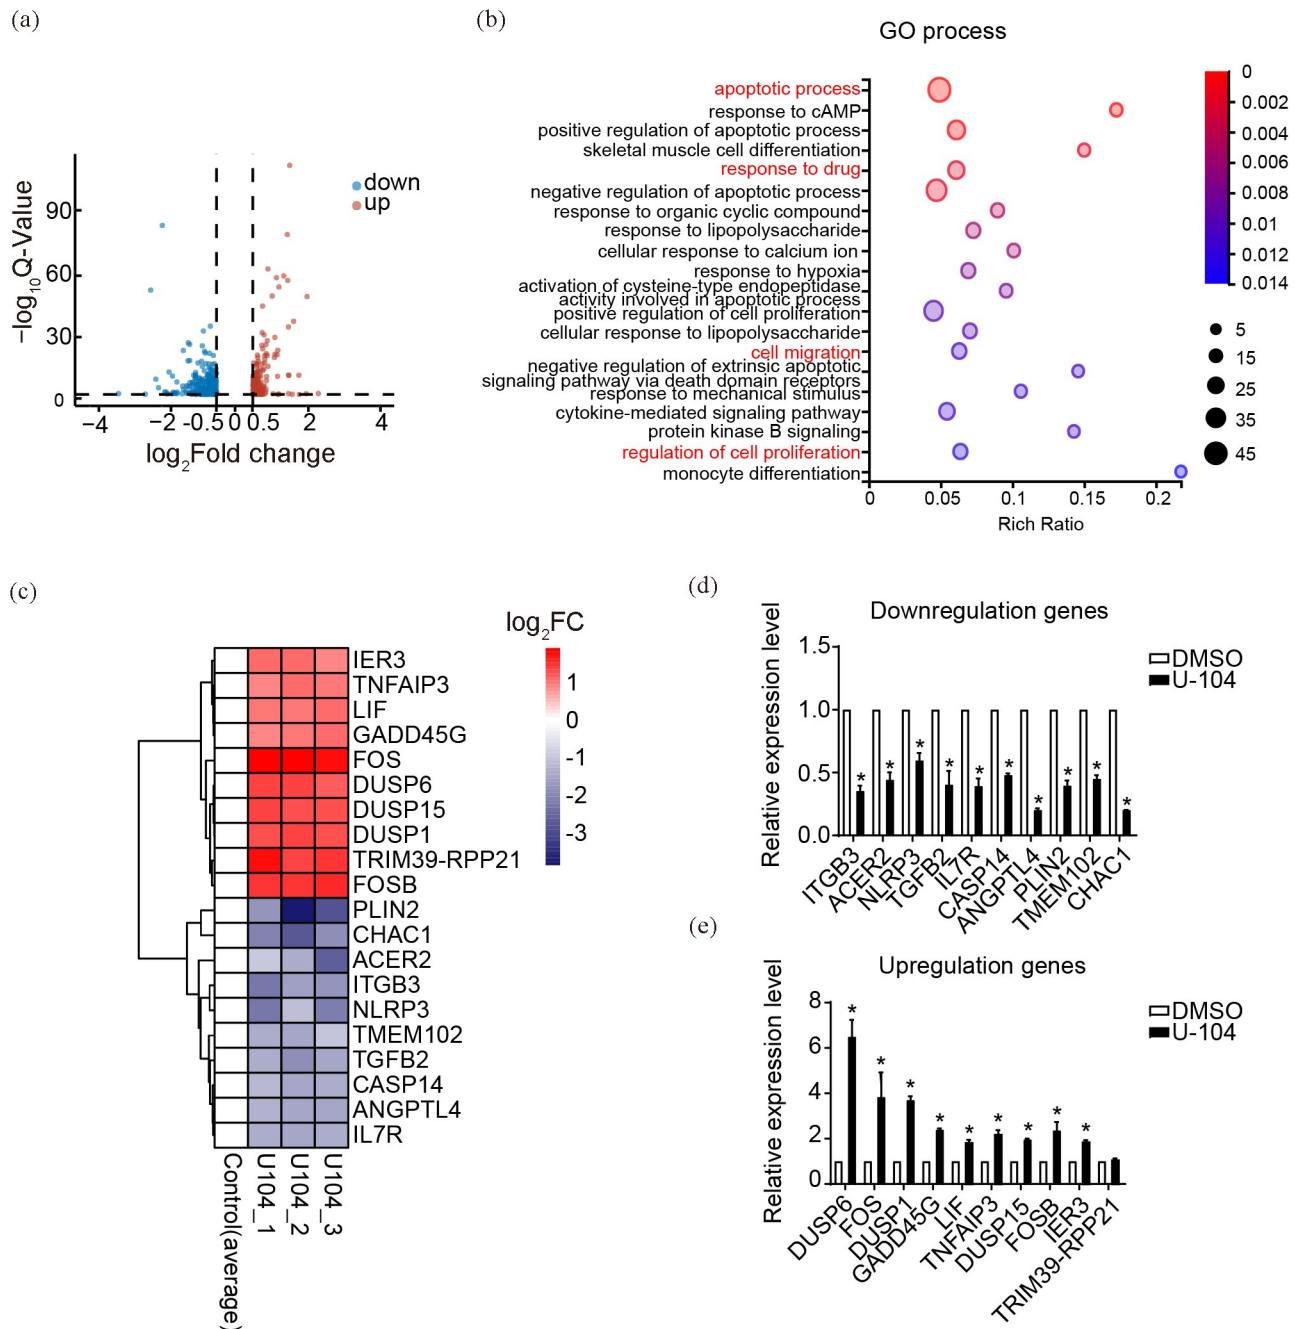 (a)
−log10Q-Value
90
60
30
0
down
up
−4
−2
-0.5
0
0.5
2
4
log2Fold change
(b)
GO process
apoptotic process
response to cAMP
positive regulation of apoptotic process
skeletal muscle cell differentiation
response to drug
negative regulation of apoptotic process
response to organic cyclic compound
response to lipopolysaccharide
cellular response to calcium ion
response to hypoxia
activation of cysteine-type endopeptidase
activity involved in apoptotic process
positive regulation of cell proliferation
cellular response to lipopolysaccharide
cell migration
negative regulation of extrinsic apoptotic
signaling pathway via death domain receptors
response to mechanical stimulus
cytokine-mediated signaling pathway
protein kinase B signaling
regulation of cell proliferation
monocyte differentiation
0
0.05
0.1
0.15
0.2
Rich Ratio
0
0.002
0.004
0.006
0.008
0.01
0.012
0.014
5
15
25
35
45
(c)
log2FC
1
0
-1
-2
-3
IER3
TNFAIP3
LIF
GADD45G
FOS
DUSP6
DUSP15
DUSP1
TRIM39-RPP21
FOSB
PLIN2
CHAC1
ACER2
ITGB3
NLRP3
TMEM102
TGFB2
CASP14
ANGPTL4
IL7R
Control(average)
U104_1
U104_2
U104_3
(d)
Downregulation genes
Relative expression level
1.5
1.0
0.5
0.0
DMSO
U-104
* * * * * * * * * *
ITGB3
ACER2
NLRP3
TGFB2
IL7R
CASP14
ANGPTL4
PLIN2
TMEM102
CHAC1
(e)
Upregulation genes
Relative expression level
8
6
4
2
0
DMSO
U-104
* * * * * * * * *
DUSP6
FOS
DUSP1
GADD45G
LIF
TNFAIP3
DUSP15
FOSB
IER3
TRIM39-RPP21